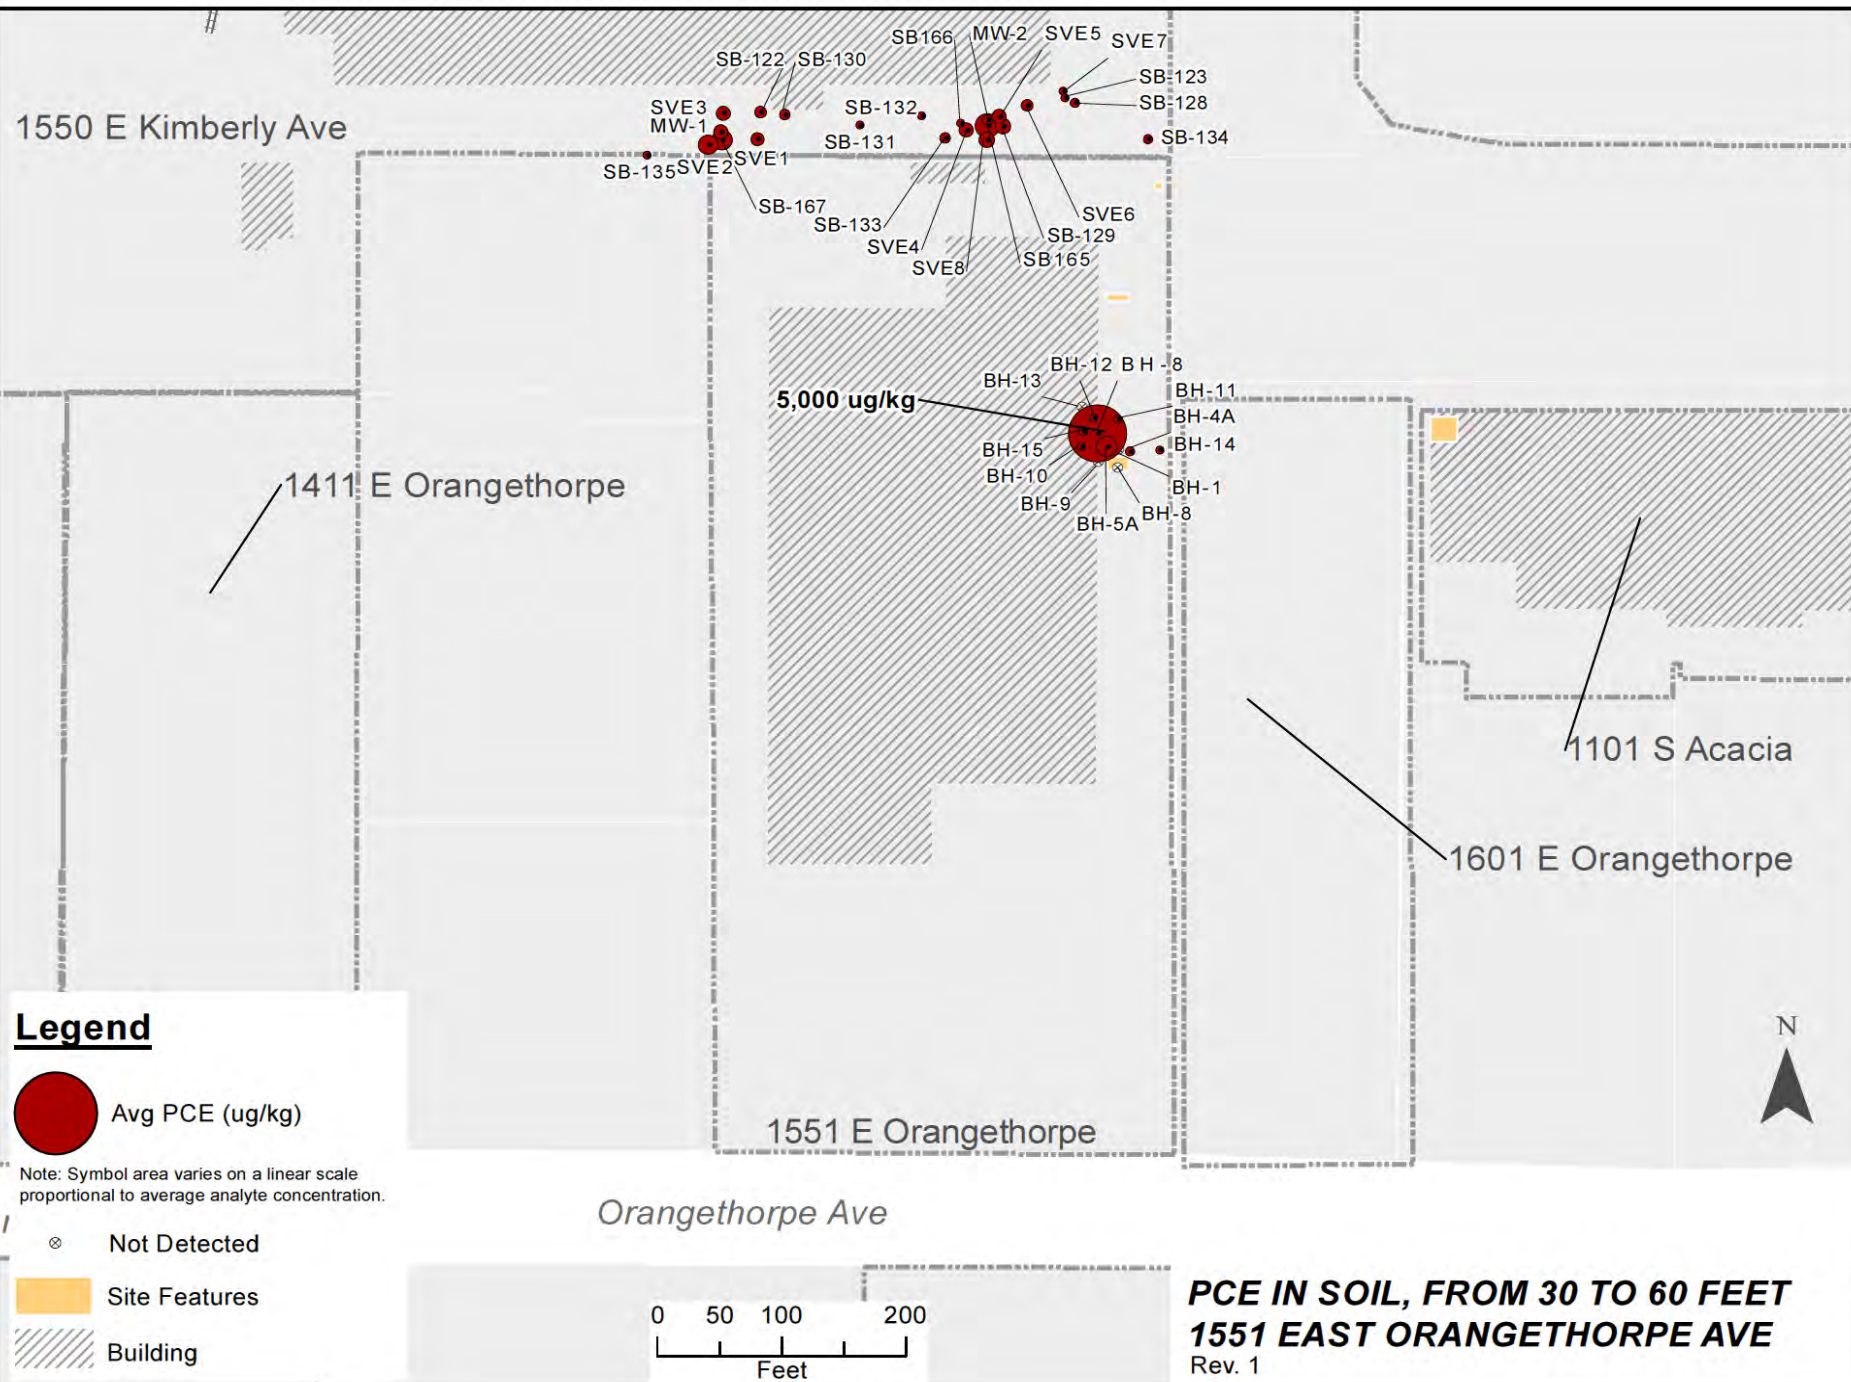 SB166
MW-2
SVE5
SVE7
SB-122
SB-130
SB-123
SB-128
SVE3
MW-1
SB-132
SB-131
SB-134
1550 E Kimberly Ave
SB-135
SVE2
SVE1
SB-167
SB-133
SVE4
SVE8
SVE6
SB-129
SB165
BH-12
BH-8
BH-13
BH-11
5,000 ug/kg
BH-4A
BH-15
BH-14
BH-10
BH-1
BH-9
BH-5A
BH-8
1411 E Orangethorpe
1101 S Acacia
1601 E Orangethorpe
1551 E Orangethorpe
Orangethorpe Ave
N
Legend
Avg PCE (ug/kg)
Note: Symbol area varies on a linear scale
proportional to average analyte concentration.
Not Detected
Site Features
Building
0 50 100 200
Feet
PCE IN SOIL, FROM 30 TO 60 FEET
1551 EAST ORANGETHORPE AVE
Rev. 1